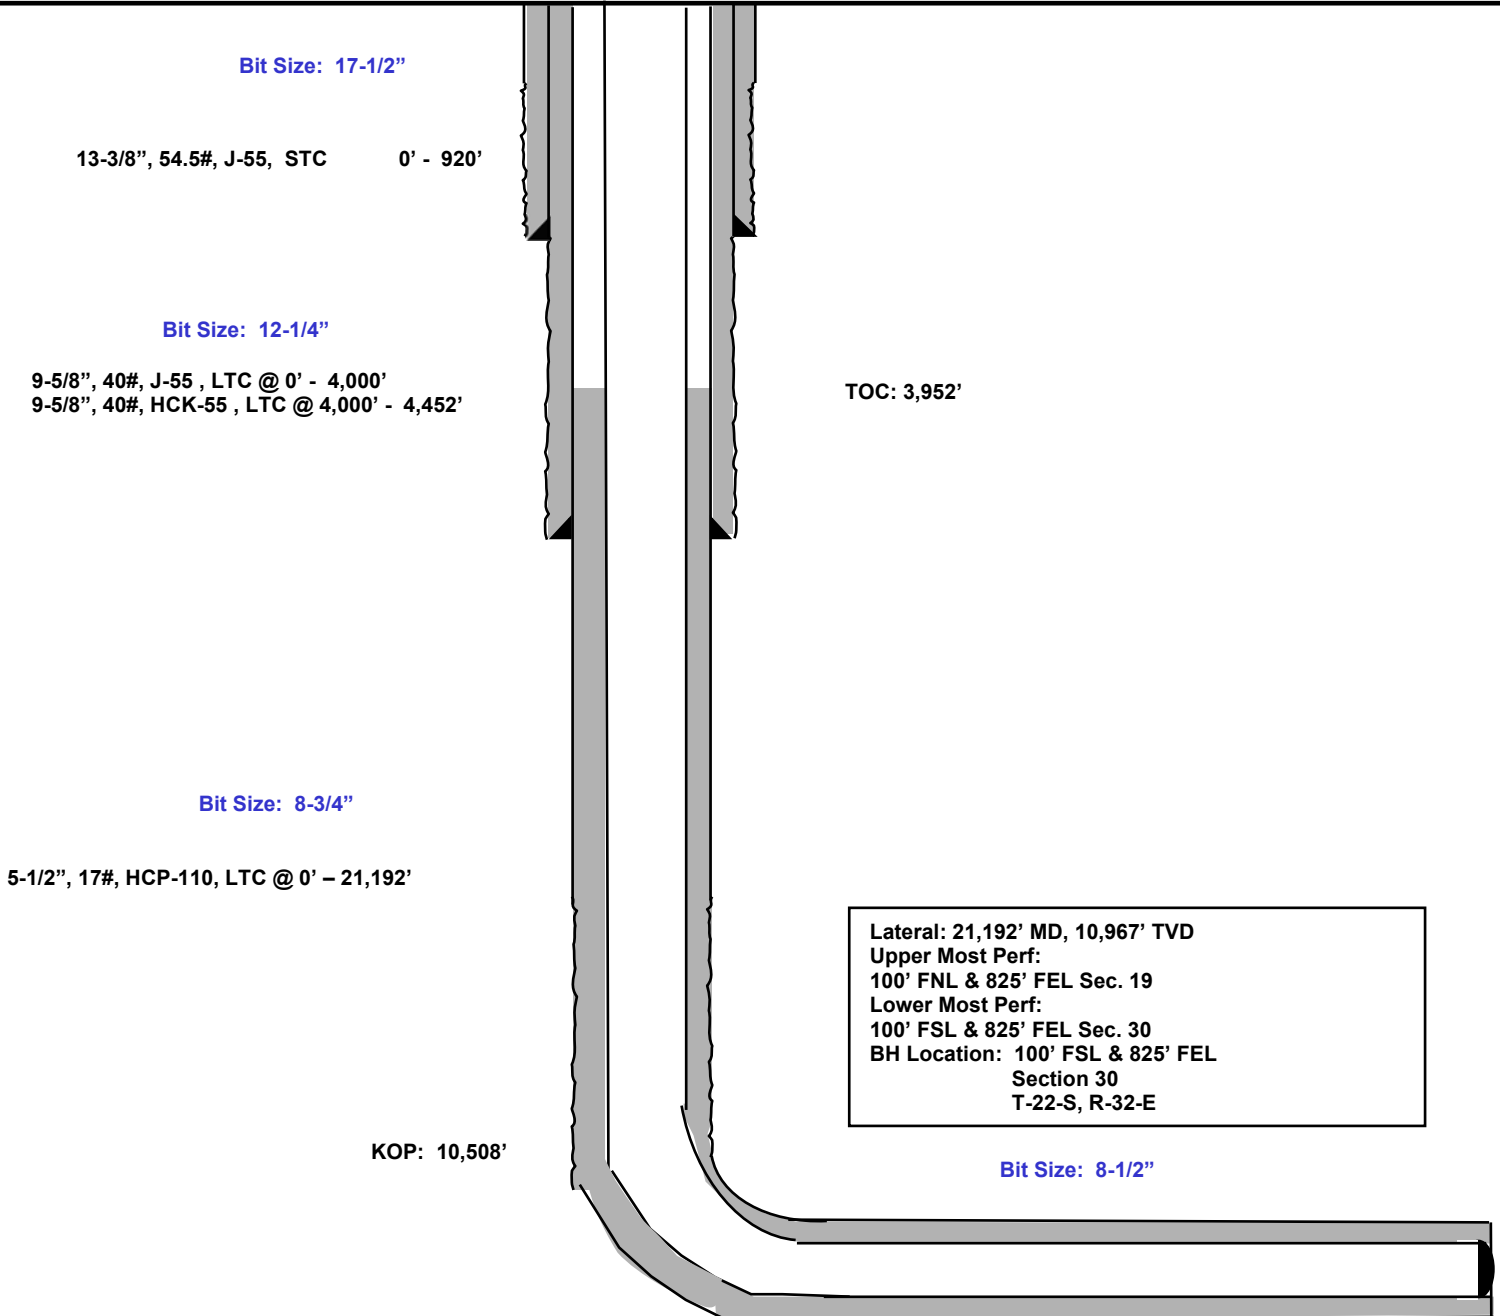 Bit Size: 17-1/2”
13-3/8”, 54.5#, J-55, STC 0’ - 920’
Bit Size: 12-1/4”
9-5/8”, 40#, J-55 , LTC @ 0’ - 4,000’
9-5/8”, 40#, HCK-55 , LTC @ 4,000’ - 4,452’
TOC: 3,952’
Bit Size: 8-3/4”
5-1/2”, 17#, HCP-110, LTC @ 0’ – 21,192’
Lateral: 21,192’ MD, 10,967’ TVD
Upper Most Perf:
100’ FNL & 825’ FEL Sec. 19
Lower Most Perf:
100’ FSL & 825’ FEL Sec. 30
BH Location: 100’ FSL & 825’ FEL
Section 30
T-22-S, R-32-E
KOP: 10,508’
Bit Size: 8-1/2”